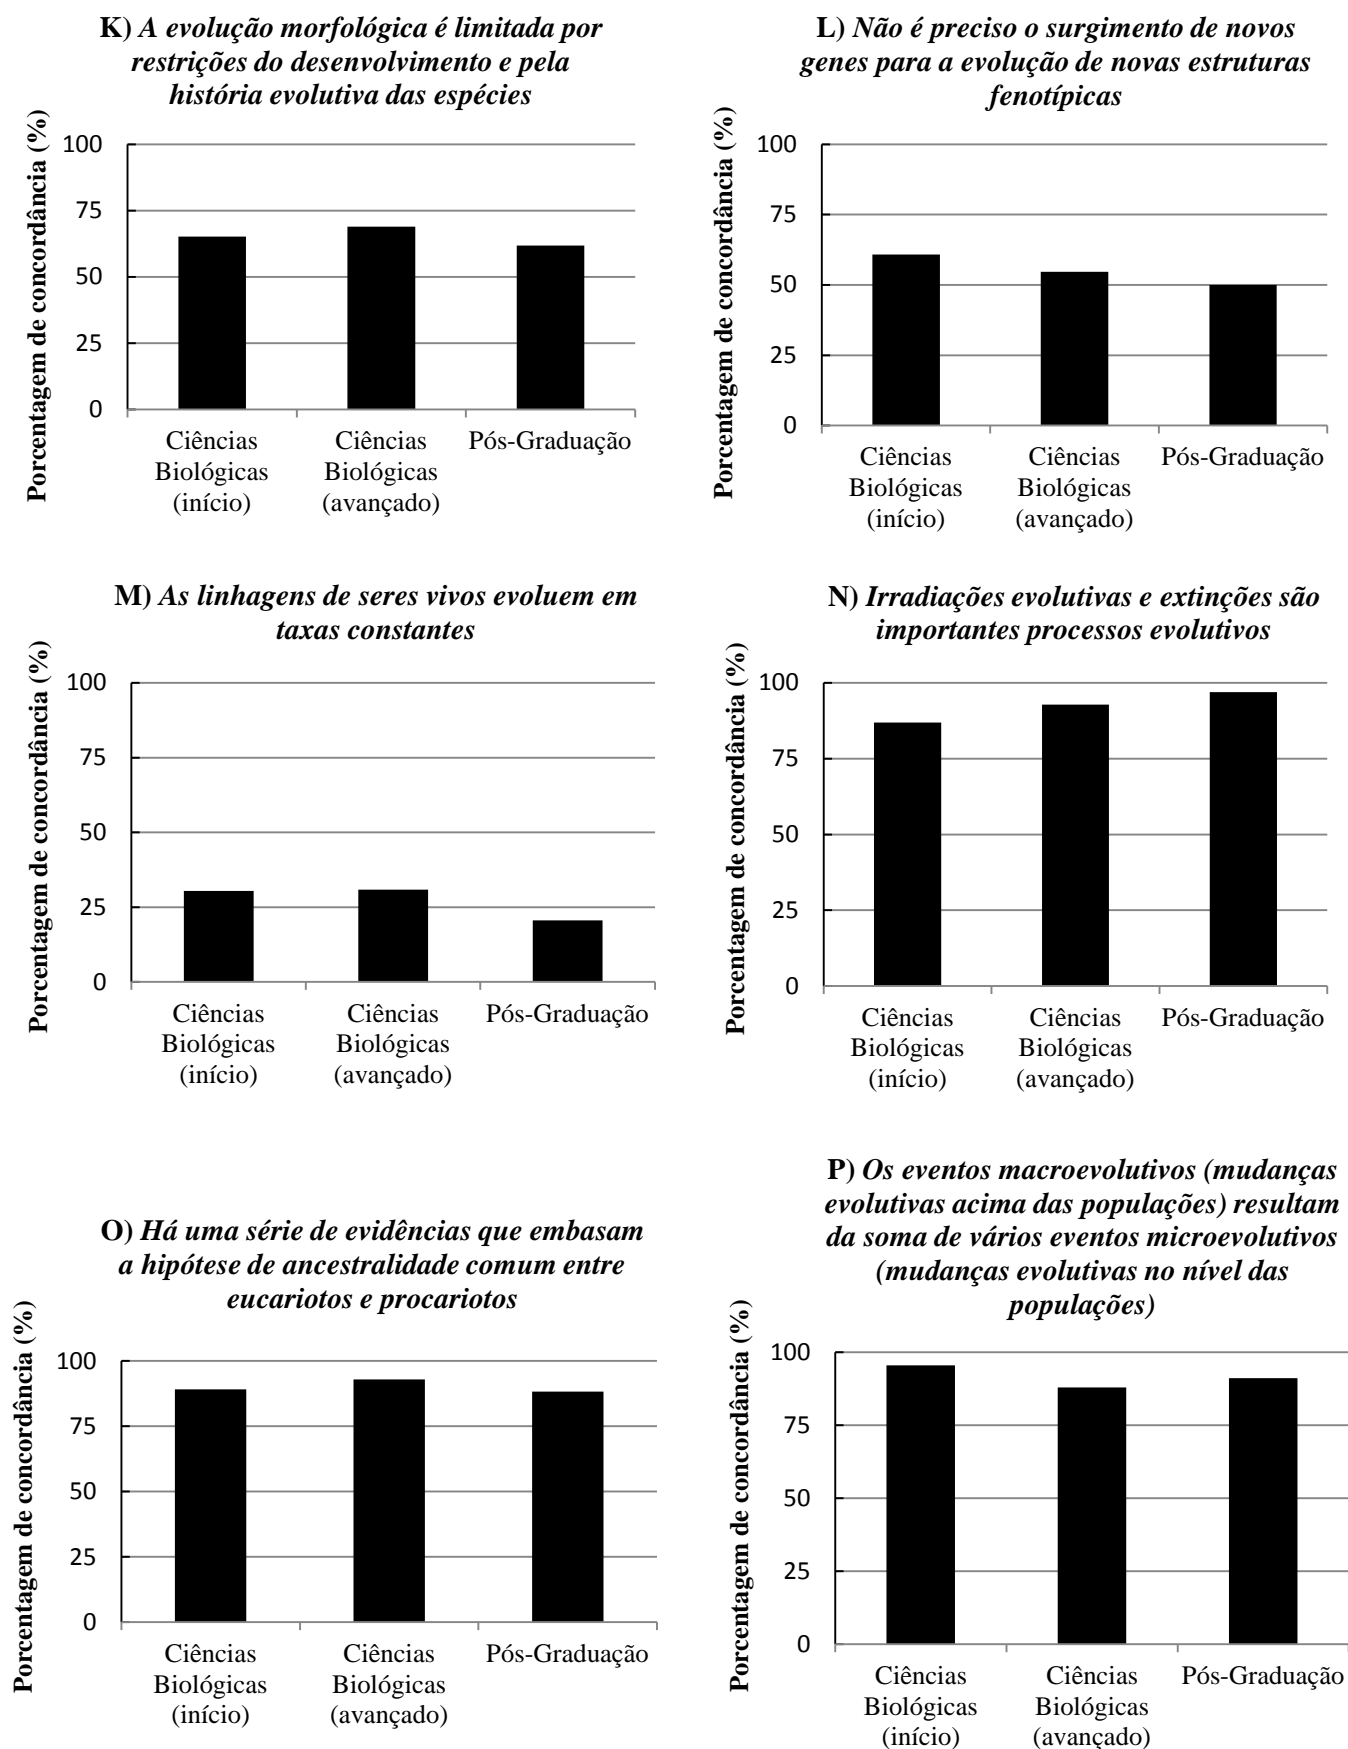 K) A evolução morfológica é limitada por
restrições do desenvolvimento e pela
história evolutiva das espécies
Porcentagem de concordância (%)
100
75
50
25
0
Ciências
Biológicas
(início)
Ciências
Biológicas
(avançado)
Pós-Graduação
L) Não é preciso o surgimento de novos
genes para a evolução de novas estruturas
fenotípicas
Porcentagem de concordância (%)
100
75
50
25
0
Ciências
Biológicas
(início)
Ciências
Biológicas
(avançado)
Pós-Graduação
M) As linhagens de seres vivos evoluem em
taxas constantes
Porcentagem de concordância (%)
100
75
50
25
0
Ciências
Biológicas
(início)
Ciências
Biológicas
(avançado)
Pós-Graduação
N) Irradiações evolutivas e extinções são
importantes processos evolutivos
Porcentagem de concordância (%)
100
75
50
25
0
Ciências
Biológicas
(início)
Ciências
Biológicas
(avançado)
Pós-Graduação
O) Há uma série de evidências que embasam
a hipótese de ancestralidade comum entre
eucariotos e procariotos
Porcentagem de concordância (%)
100
75
50
25
0
Ciências
Biológicas
(início)
Ciências
Biológicas
(avançado)
Pós-Graduação
P) Os eventos macroevolutivos (mudanças
evolutivas acima das populações) resultam
da soma de vários eventos microevolutivos
(mudanças evolutivas no nível das
populações)
Porcentagem de concordância (%)
100
75
50
25
0
Ciências
Biológicas
(início)
Ciências
Biológicas
(avançado)
Pós-Graduação